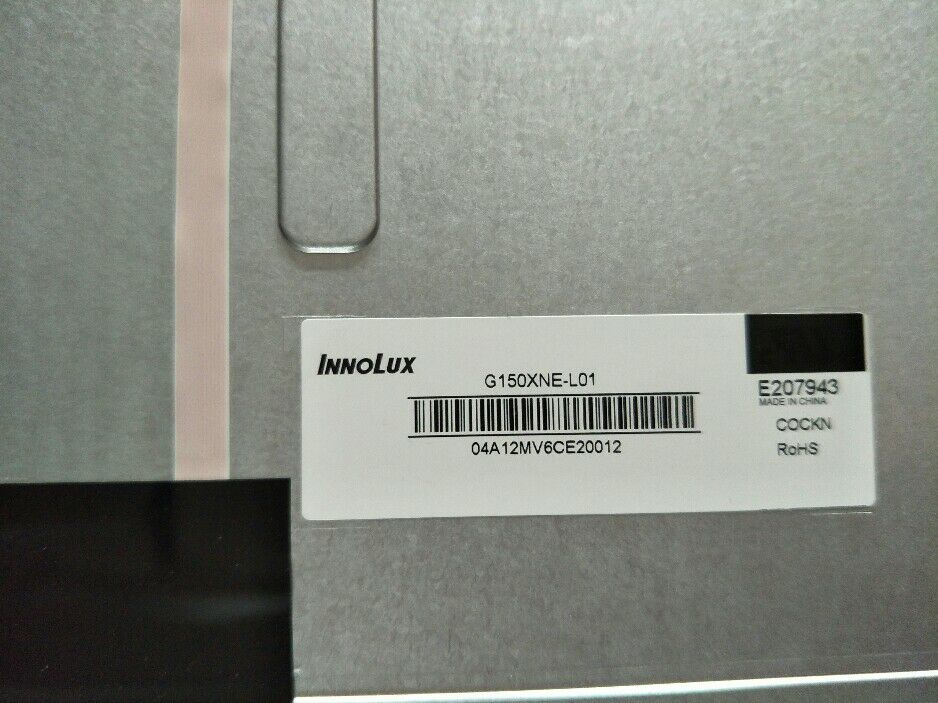 INNOLUX
G150XNE-L01
04A12MV6CE20012
E207943
MADE IN CHINA
COCKN
RoHS